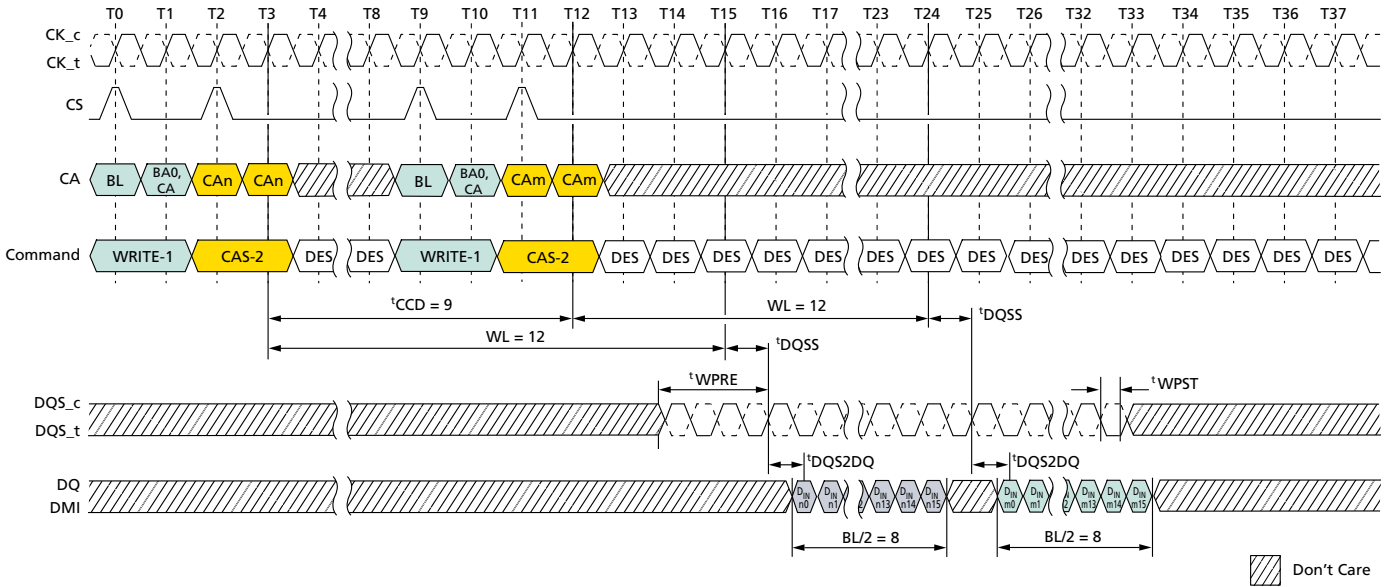 T0 T1 T2 T3 T4 T8 T9 T10 T11 T12 T13 T14 T15 T16 T17 T23 T24 T25 T26 T32 T33 T34 T35 T36 T37
CK_c
CK_t
CS
CA BL BA0, CA CAn CAn BL BA0, CA CAm CAm
Command WRITE-1 CAS-2 DES DES WRITE-1 CAS-2 DES DES DES DES DES DES DES DES DES DES DES DES DES DES DES
tCCD = 9 WL = 12 tDQSS
WL = 12 tDQSS
tWPRE tWPST
DQS_c
DQS_t
tDQS2DQ tDQS2DQ
DQ
DMI
DIN n0 DIN n1 2 DIN n13 DIN n14 DIN n15 DIN m0 DIN m1 N 2 DIN m13 DIN m14 DIN m15
BL/2 = 8 BL/2 = 8
Don't Care